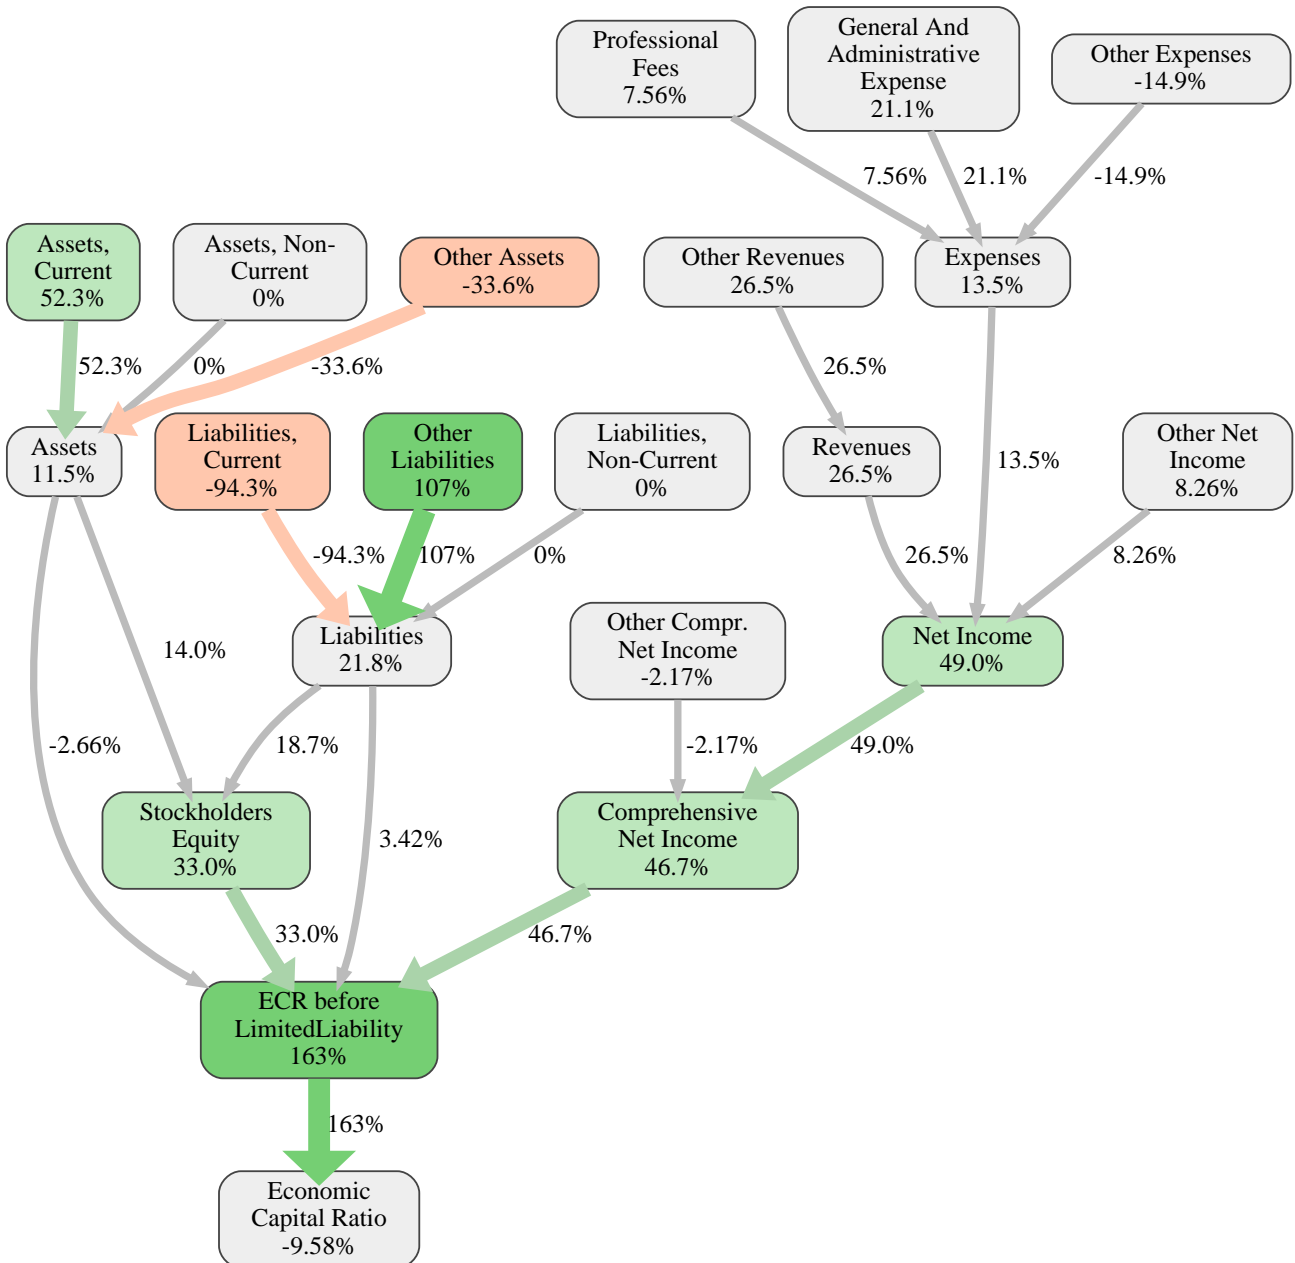 Professional
Fees
7.56%
General And
Administrative
Expense
21.1%
Other Expenses
-14.9%
7.56%
21.1%
-14.9%
Assets,
Current
52.3%
Assets, Non-
Current
0%
Other Assets
-33.6%
Other Revenues
26.5%
Expenses
13.5%
52.3%
0%
-33.6%
26.5%
13.5%
Assets
11.5%
Liabilities,
Current
-94.3%
Other
Liabilities
107%
Liabilities,
Non-Current
0%
Revenues
26.5%
Other Net
Income
8.26%
-94.3%
107%
0%
26.5%
8.26%
14.0%
Liabilities
21.8%
Other Compr.
Net Income
-2.17%
Net Income
49.0%
-2.66%
18.7%
3.42%
-2.17%
49.0%
Stockholders
Equity
33.0%
Comprehensive
Net Income
46.7%
33.0%
46.7%
ECR before
LimitedLiability
163%
163%
Economic
Capital Ratio
-9.58%